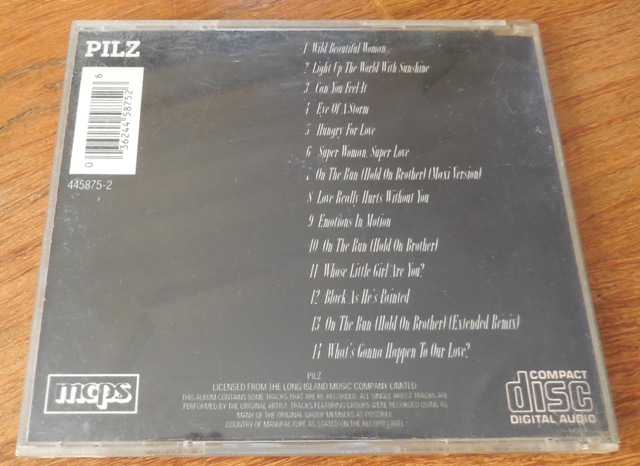 PILZ
0 36244 58752 6
445875-2
1 Wild Beautiful Woman
2 Light Up The World With Sunshine
3 Can You Feel It
4 Eye Of A Storm
5 Hungry For Love
6 Super Woman, Super Love
7 On The Run (Hold On Brother) (Maxi Version)
8 Love Really Hurts Without You
9 Emotions In Motion
10 On The Run (Hold On Brother)
11 Whose Little Girl Are You?
12 Black As He's Painted
13 On The Run (Hold On Brother) (Extended Remix)
14 What's Gonna Happen To Our Love?
mcps
PILZ
LICENSED FROM THE LONG ISLAND MUSIC COMPANY LIMITED
THIS ALBUM CONTAINS SOME TRACKS THAT ARE RE RECORDED. ALL SINGLE ARTIST TRACKS ARE
PERFORMED BY THE ORIGINAL ARTIST. TRACKS FEATURING GROUPS WERE RECORDED USING AS
MANY OF THE ORIGINAL GROUP MEMBERS AS POSSIBLE
COUNTRY OF MANUFACTURE AS STATED ON THE RECORD LABEL
COMPACT
disc
DIGITAL AUDIO